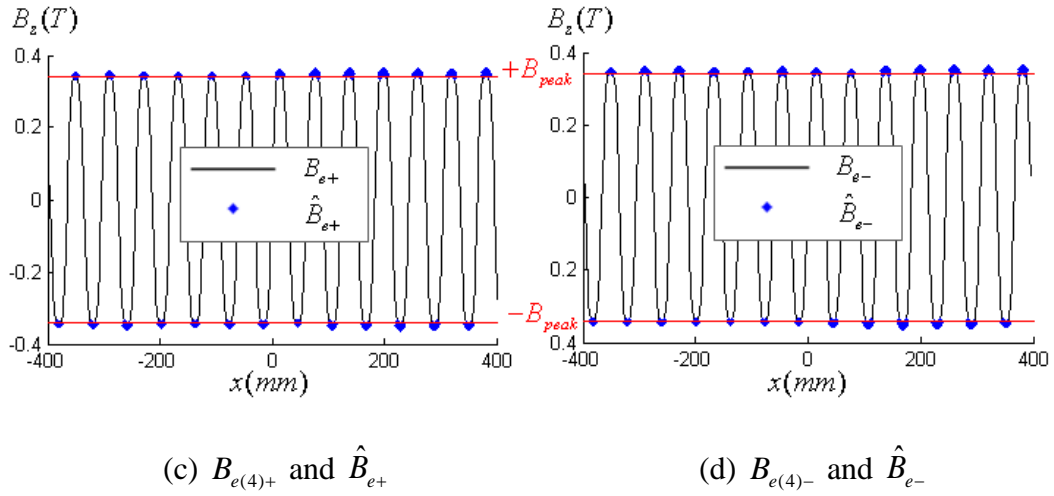 B_z(T) B_z(T)
0.4 0.4
+B_peak
0.2 0.2
B_e+ B_e-
0 0
B̂_e+ B̂_e-
-0.2 0.2
-B_peak
-0.4 0.4
-400 -200 0 200 400 -400 -200 0 200 400
x(mm) x(mm)
(c) B_e(4)+ and B̂_e+ (d) B_e(4)− and B̂_e−